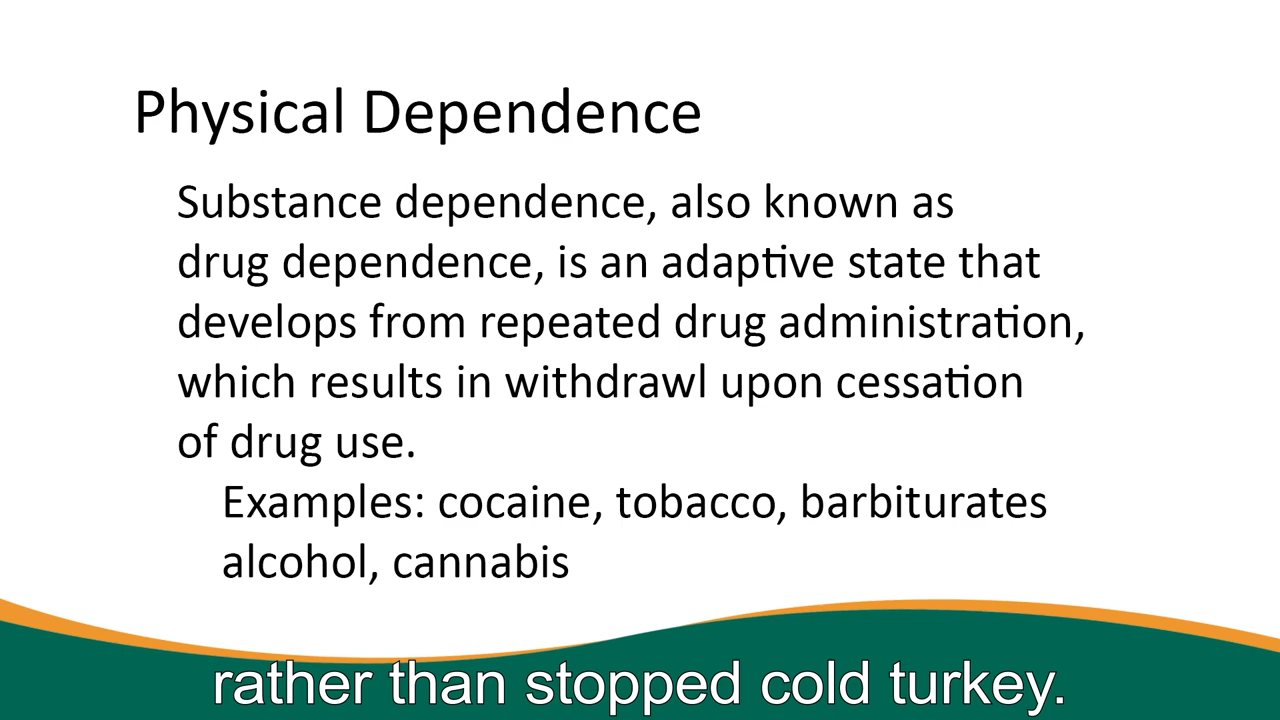 Physical Dependence
Substance dependence, also known as
drug dependence, is an adaptive state that
develops from repeated drug administration,
which results in withdrawl upon cessation
of drug use.
Examples: cocaine, tobacco, barbiturates
alcohol, cannabis
rather than stopped cold turkey.